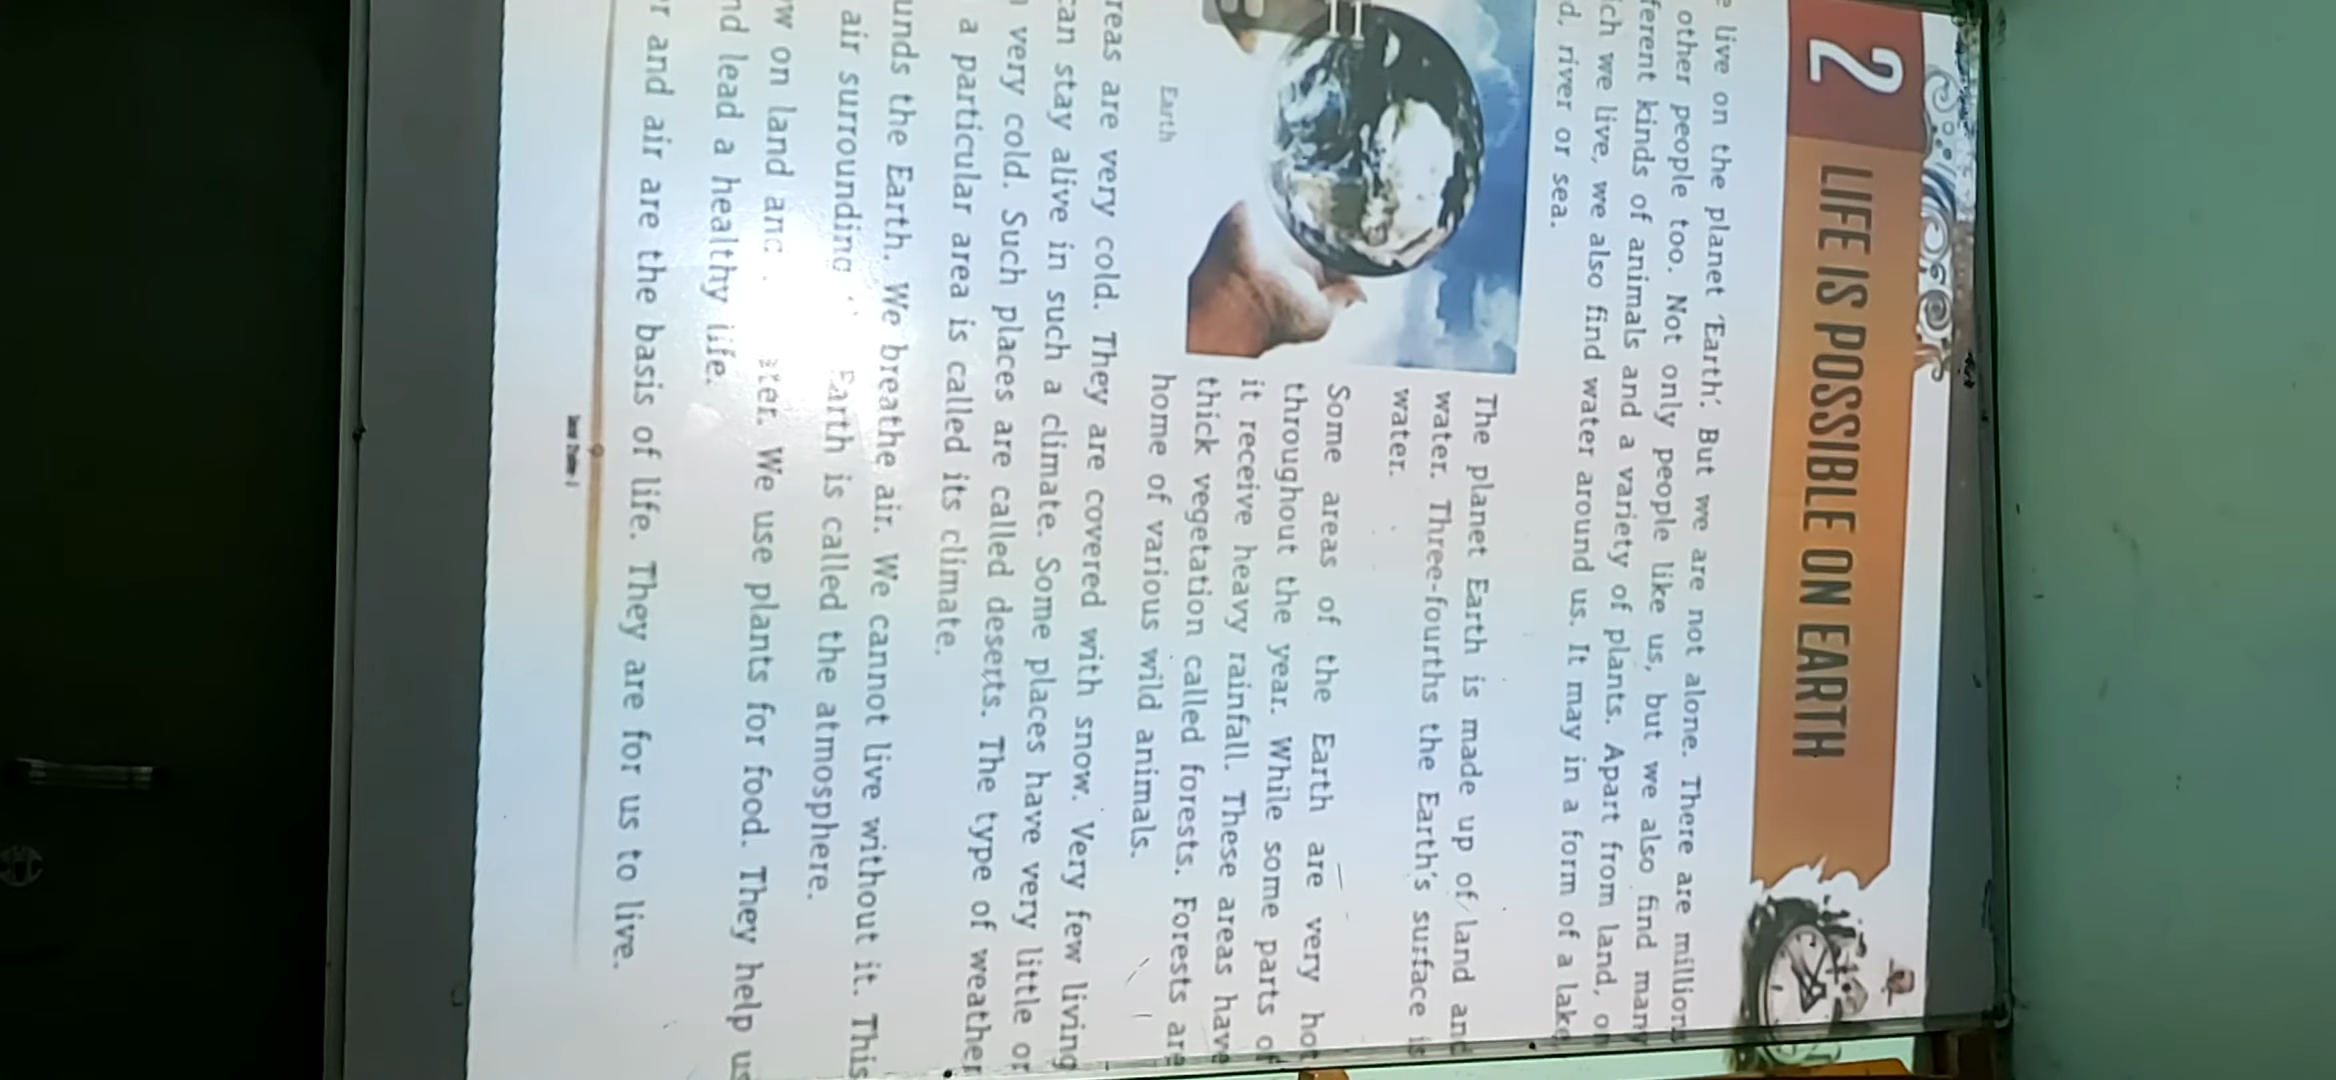 2 LIFE IS POSSIBLE ON EARTH
live on the planet 'Earth'. But we are not alone. There are millions
other people too. Not only people like us, but we also find many
kinds of animals and a variety of plants. Apart from land, on
we live, we also find water around us. It may in a form of a lake,
river or sea.
The planet Earth is made up of land and
water. Three-fourths the Earth's surface is
water.
Some areas of the Earth are very hot
throughout the year. While some parts of
it receive heavy rainfall. These areas have
thick vegetation called forests. Forests are
home of various wild animals.
Earth
are very cold. They are covered with snow. Very few living
can stay alive in such a climate. Some places have very little or
very cold. Such places are called deserts. The type of weather
a particular area is called its climate.
the Earth. We breathe air. We cannot live without it. This
air surrounding Earth is called the atmosphere.
on land We use plants for food. They help us
lead a healthy life.
and air are the basis of life. They are for us to live.